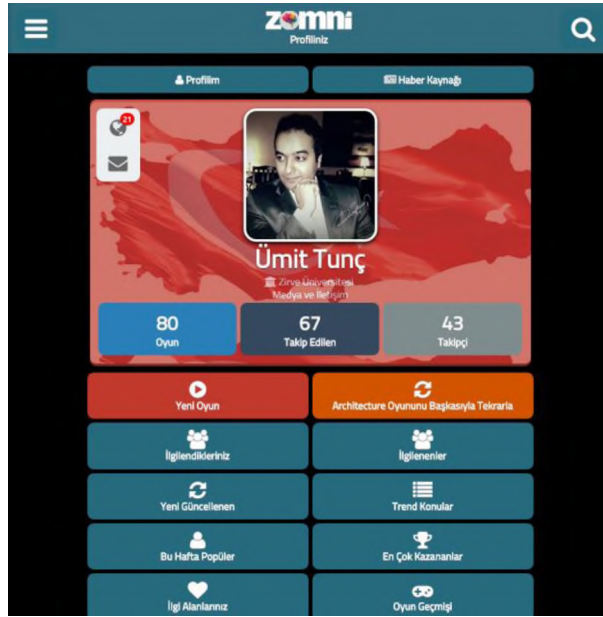 zomni
Profiliniz
Profilim
Haber Kaynağı
21
Ümit Tunç
Zirve Üniversitesi
Medya ve İletişim
80
Oyun
67
Takip Edilen
43
Takipçi
Yeni Oyun
Architecture Oyununu Başkasıyla Tekrarla
İlgilendikleriniz
İlgilenenler
Yeni Güncellenen
Trend Konular
Bu Hafta Popüler
En Çok Kazananlar
İlgi Alanlarınız
Oyun Geçmişi